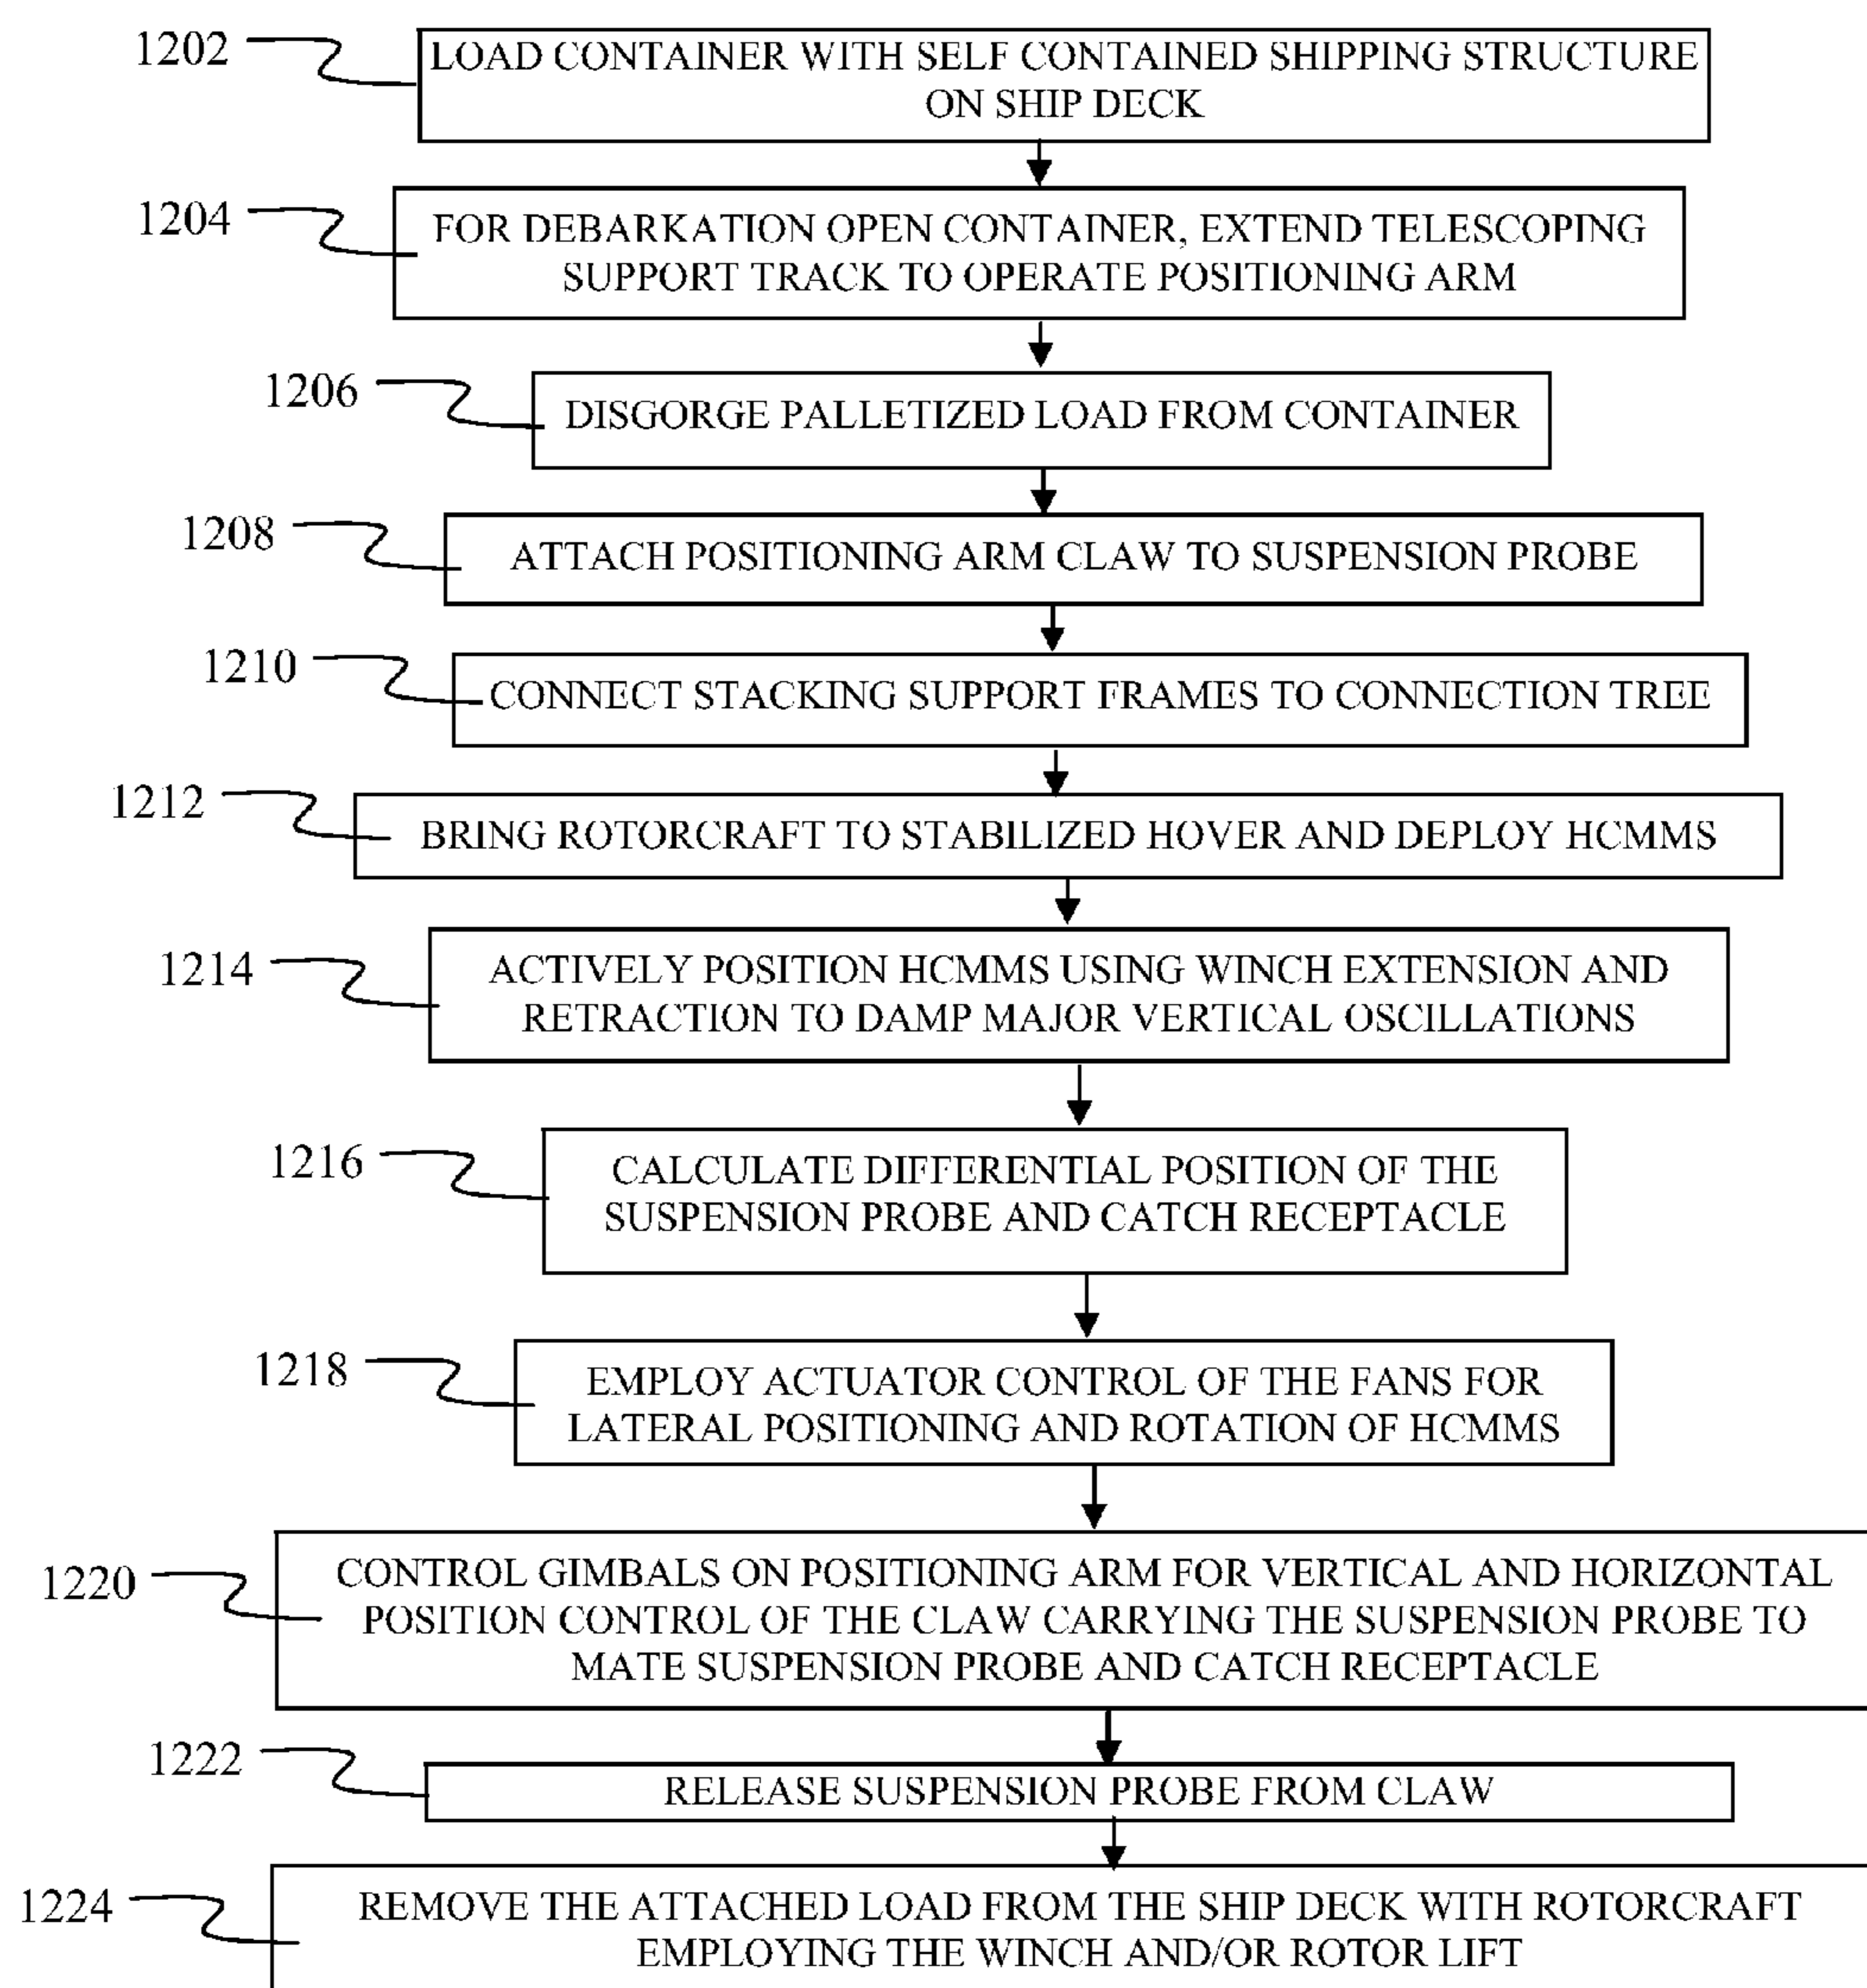 1202
LOAD CONTAINER WITH SELF CONTAINED SHIPPING STRUCTURE
ON SHIP DECK
1204
FOR DEBARKATION OPEN CONTAINER, EXTEND TELESCOPING
SUPPORT TRACK TO OPERATE POSITIONING ARM
1206
DISGORGE PALLETIZED LOAD FROM CONTAINER
1208
ATTACH POSITIONING ARM CLAW TO SUSPENSION PROBE
1210
CONNECT STACKING SUPPORT FRAMES TO CONNECTION TREE
1212
BRING ROTORCRAFT TO STABILIZED HOVER AND DEPLOY HCMMS
1214
ACTIVELY POSITION HCMMS USING WINCH EXTENSION AND
RETRACTION TO DAMP MAJOR VERTICAL OSCILLATIONS
1216
CALCULATE DIFFERENTIAL POSITION OF THE
SUSPENSION PROBE AND CATCH RECEPTACLE
1218
EMPLOY ACTUATOR CONTROL OF THE FANS FOR
LATERAL POSITIONING AND ROTATION OF HCMMS
1220
CONTROL GIMBALS ON POSITIONING ARM FOR VERTICAL AND HORIZONTAL
POSITION CONTROL OF THE CLAW CARRYING THE SUSPENSION PROBE TO
MATE SUSPENSION PROBE AND CATCH RECEPTACLE
1222
RELEASE SUSPENSION PROBE FROM CLAW
1224
REMOVE THE ATTACHED LOAD FROM THE SHIP DECK WITH ROTORCRAFT
EMPLOYING THE WINCH AND/OR ROTOR LIFT